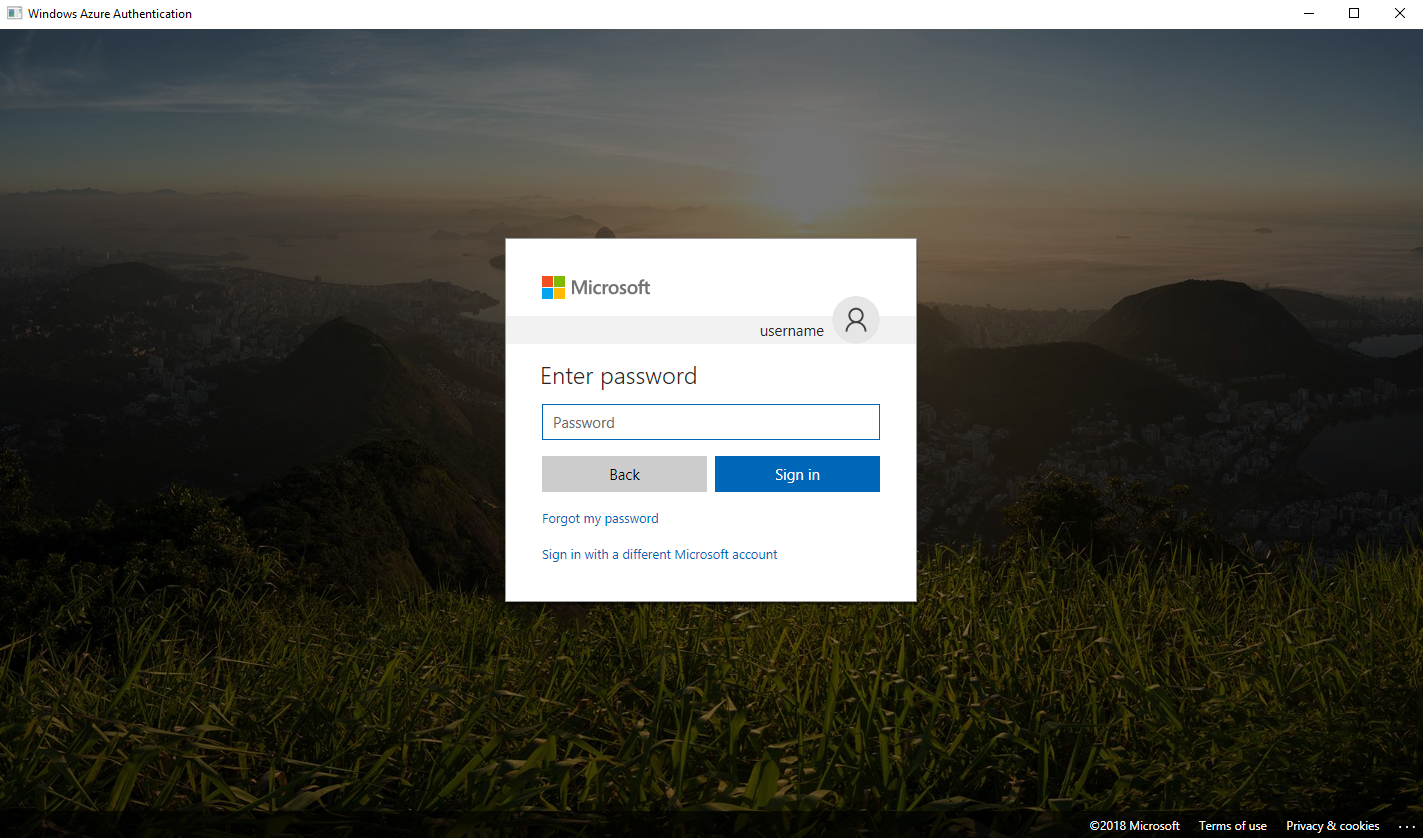 Windows Azure Authentication
Microsoft
username
Enter password
Password
Back Sign in
Forgot my password
Sign in with a different Microsoft account
©2018 Microsoft Terms of use Privacy & cookies ...